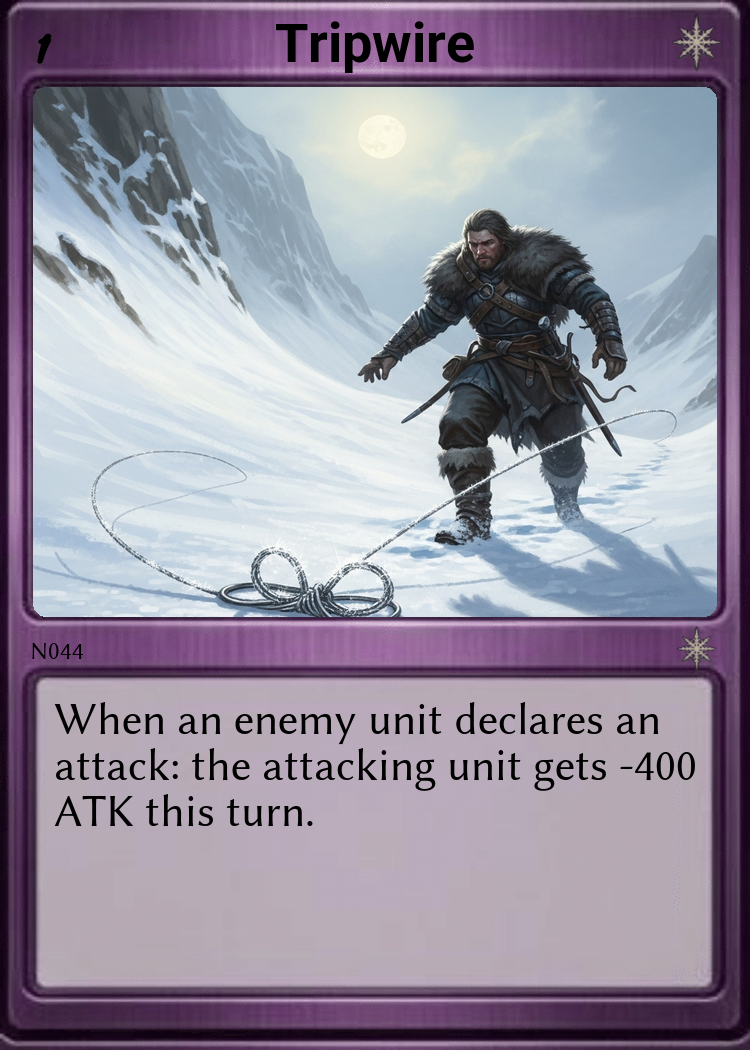 1
Tripwire
N044
When an enemy unit declares an
attack: the attacking unit gets -400
ATK this turn.